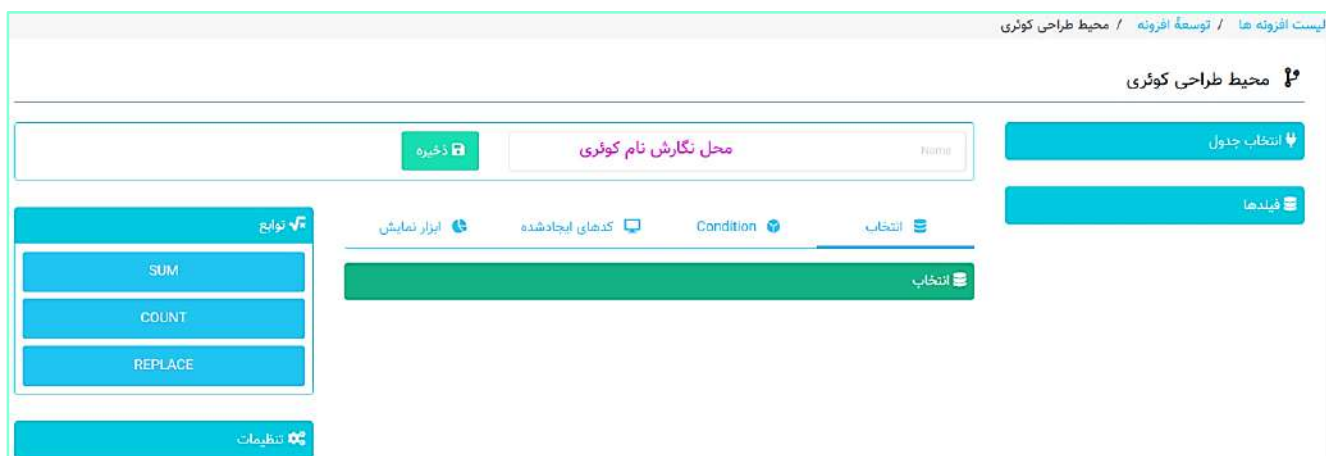 لیست افزونه ها / توسعهٔ افزونه / محیط طراحی کوئری
محیط طراحی کوئری
انتخاب جدول
فیلدها
Name
محل نگارش نام کوئری
ذخیره
انتخاب
Condition
کدهای ایجادشده
ابزار نمایش
انتخاب
توابع
SUM
COUNT
REPLACE
تنظیمات